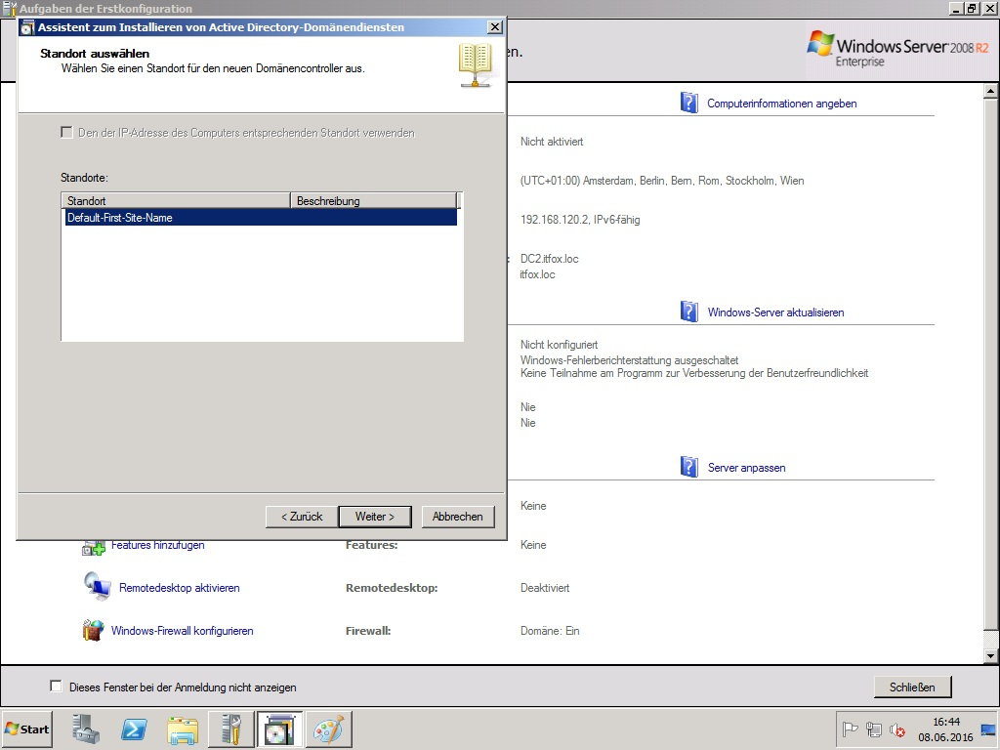 Aufgaben der Erstkonfiguration
Assistent zum Installieren von Active Directory-Domänendiensten
Standort auswählen
Wählen Sie einen Standort für den neuen Domänencontroller aus.
en.
Windows Server 2008 R2
Enterprise
Den der IP-Adresse des Computers entsprechenden Standort verwenden
Standorte:
Standort Beschreibung
Default-First-Site-Name
< Zurück Weiter > Abbrechen
Computerinformationen angeben
Nicht aktiviert
(UTC+01:00) Amsterdam, Berlin, Bern, Rom, Stockholm, Wien
192.168.120.2, IPv6-fähig
: DC2.itfox.loc
itfox.loc
Windows-Server aktualisieren
Nicht konfiguriert
Windows-Fehlerberichterstattung ausgeschaltet
Keine Teilnahme am Programm zur Verbesserung der Benutzerfreundlichkeit
Nie
Nie
Server anpassen
Keine
Features hinzufügen Features: Keine
Remotedesktop aktivieren Remotedesktop: Deaktiviert
Windows-Firewall konfigurieren Firewall: Domäne: Ein
Dieses Fenster bei der Anmeldung nicht anzeigen Schließen
Start
16:44
08.06.2016